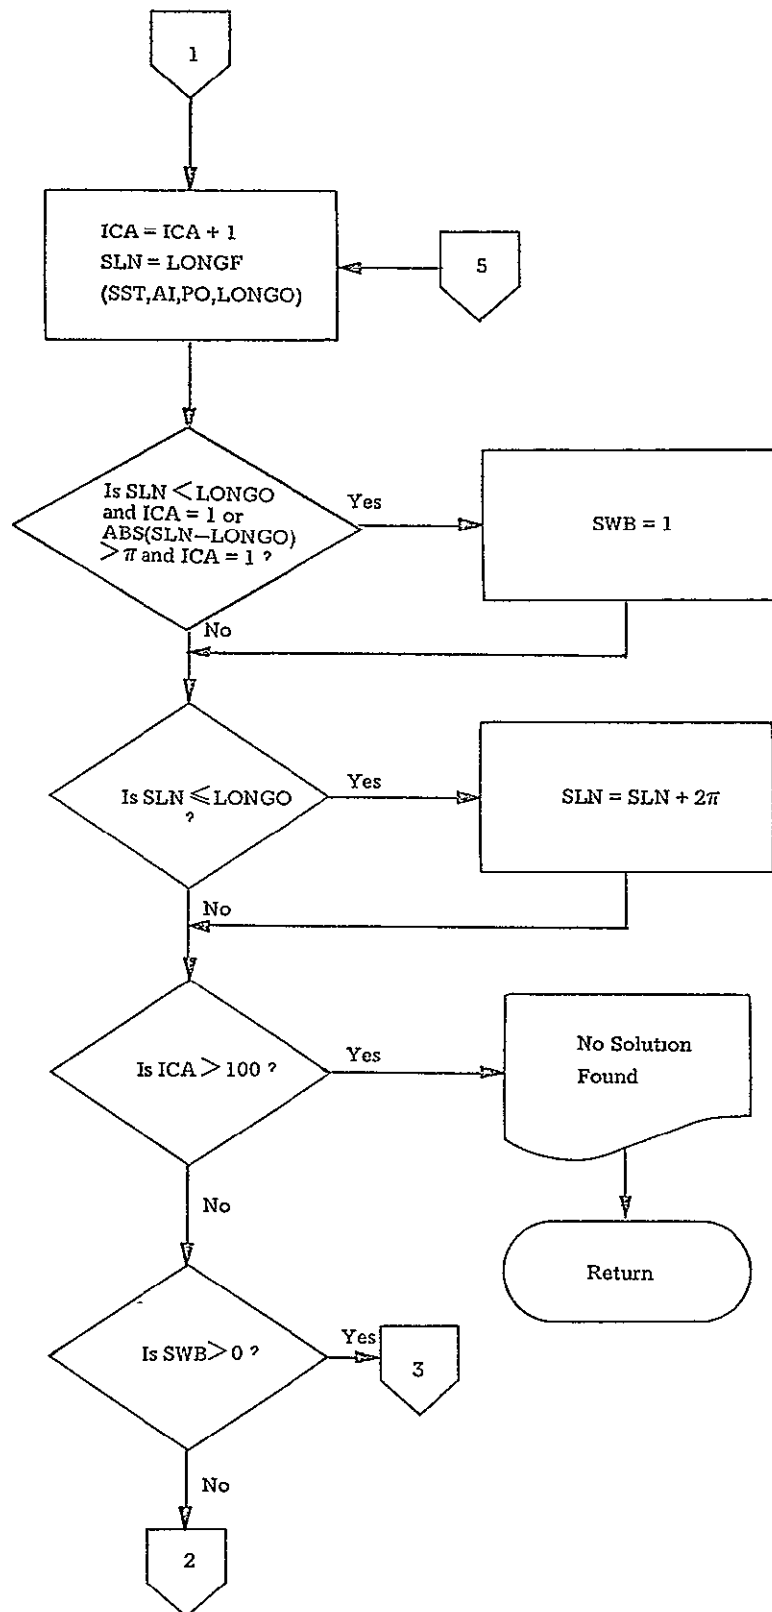 1
ICA = ICA + 1
SLN = LONGF
(SST,AI,PO,LONGO)
5
Is SLN < LONGO
and ICA = 1 or
ABS(SLN—LONGO)
> π and ICA = 1 ?
Yes
SWB = 1
No
Is SLN ⩽ LONGO
?
Yes
SLN = SLN + 2π
No
Is ICA > 100 ?
Yes
No Solution
Found
No
Return
Is SWB > 0 ?
Yes
3
No
2